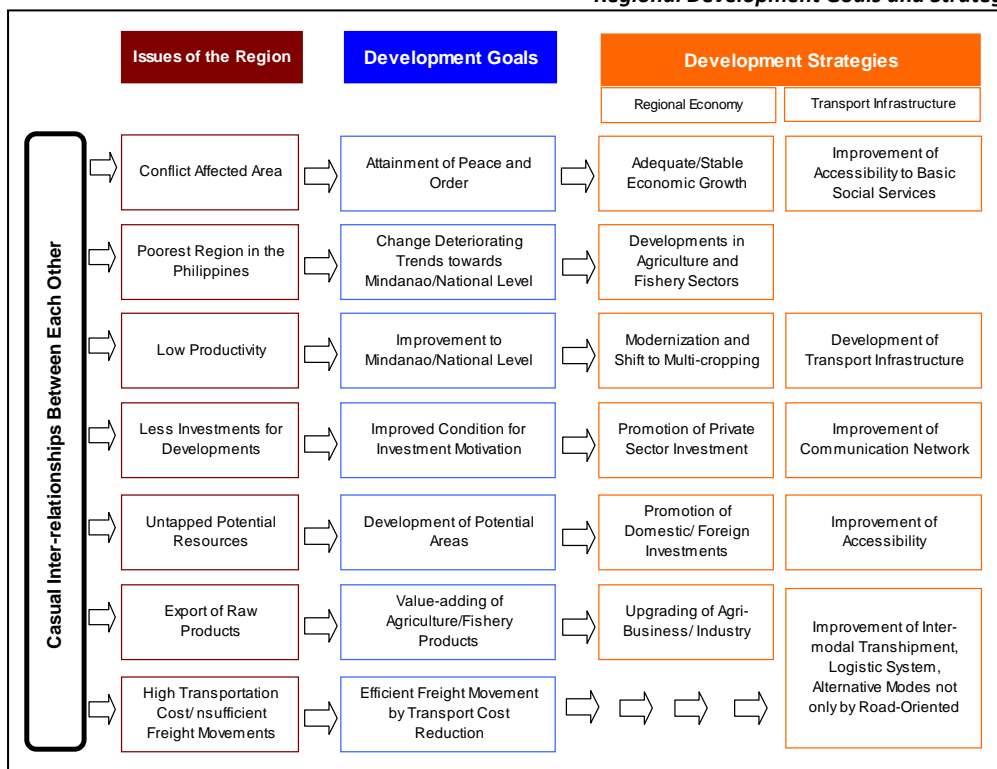 Regional Development Goals and Strateg
Issues of the Region
Development Goals
Development Strategies
Regional Economy
Transport Infrastructure
Casual Inter-relationships Between Each Other
Conflict Affected Area
Attainment of Peace and
Order
Adequate/Stable
Economic Growth
Improvement of
Accessibility to Basic
Social Services
Poorest Region in the
Philippines
Change Deteriorating
Trends towards
Mindanao/National Level
Developments in
Agriculture and
Fishery Sectors
Low Productivity
Improvement to
Mindanao/National Level
Modernization and
Shift to Multi-cropping
Development of
Transport Infrastructure
Less Investments for
Developments
Improved Condition for
Investment Motivation
Promotion of Private
Sector Investment
Improvement of
Communication Network
Untapped Potential
Resources
Development of Potential
Areas
Promotion of
Domestic/ Foreign
Investments
Improvement of
Accessibility
Export of Raw
Products
Value-adding of
Agriculture/Fishery
Products
Upgrading of Agri-
Business/ Industry
Improvement of Inter-
modal Transhipment,
Logistic System,
Alternative Modes not
only by Road-Oriented
High Transportation
Cost/ nsufficient
Freight Movements
Efficient Freight Movement
by Transport Cost
Reduction